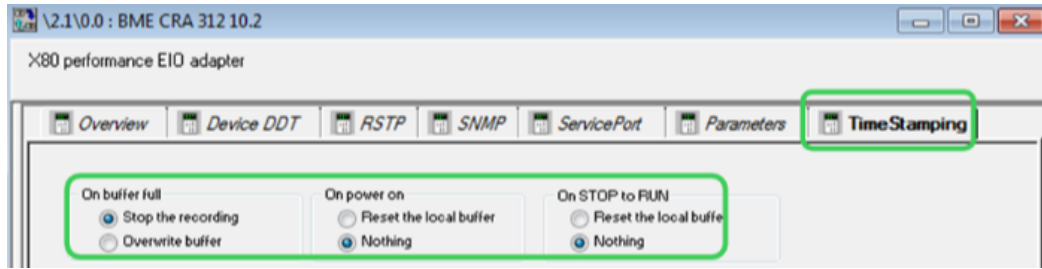 \2.1\0.0 : BME CRA 312 10.2
X80 performance EIO adapter
Overview Device DDT RSTP SNMP ServicePort Parameters TimeStamping
On buffer full On power on On STOP to RUN
Stop the recording Reset the local buffer Reset the local buffe
Overwrite buffer Nothing Nothing